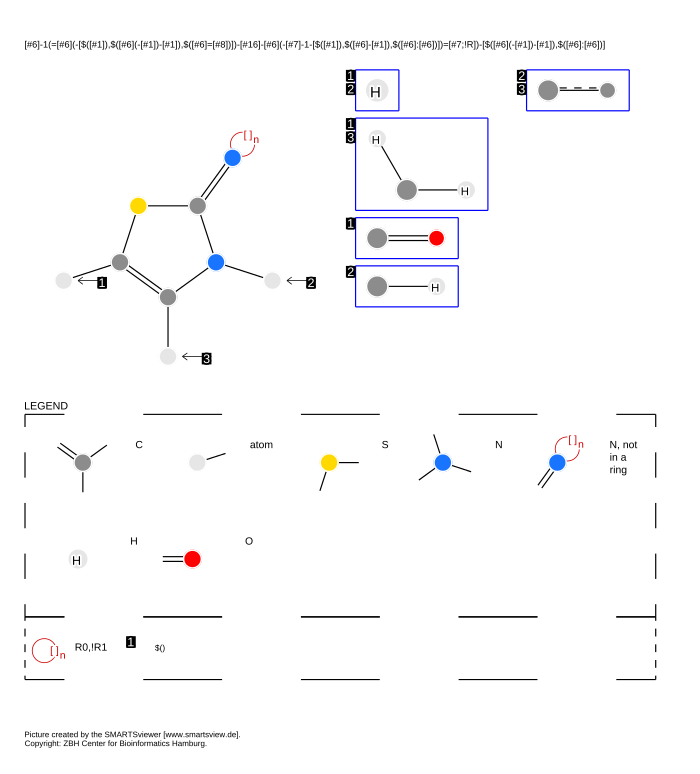 [#6]-1(=[#6](-[$([#1]),$([#6](-[#1])-[#1]),$([#6]=[#8])])-[#16]-[#6](-[#7]-1-[$([#1]),$([#6]-[#1]),$([#6]:[#6])])=[#7;!R])-[$([#6](-[#1])-[#1]),$([#6]:[#6])]
1
2
H
2
3
1
3
H
H
[ ]n
1
2
H
1
2
3
LEGEND
C
atom
S
N
[ ]n
N, not
in a
ring
H
H
O
[ ]n
R0,!R1
1
$()
Picture created by the SMARTSviewer [www.smartsview.de].
Copyright: ZBH Center for Bioinformatics Hamburg.